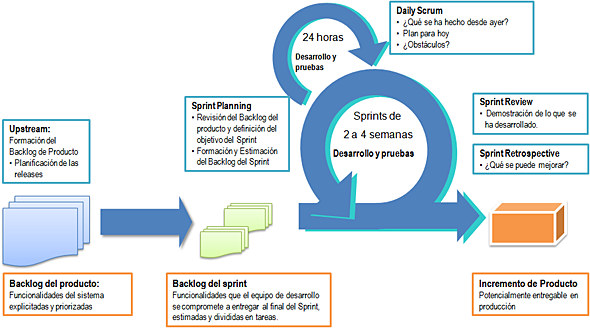 Daily Scrum
• ¿Qué se ha hecho desde ayer?
• Plan para hoy
• ¿Obstáculos?
24 horas
Desarrollo y
pruebas
Sprint Planning
• Revisión del Backlog del
producto y definición del
objetivo del Sprint
• Formación y Estimación
del Backlog del Sprint
Sprints de
2 a 4 semanas
Desarrollo y pruebas
Sprint Review
• Demostración de lo que se
ha desarrollado.
Sprint Retrospective
• ¿Qué se puede mejorar?
Upstream:
Formación del
Backlog de Producto
• Planificación de las
releases
Backlog del producto:
Funcionalidades del sistema
explicitadas y priorizadas
Backlog del sprint
Funcionalidades que el equipo de desarrollo
se compromete a entregar al final del Sprint,
estimadas y divididas en tareas.
Incremento de Producto
Potencialmente entregable en
producción